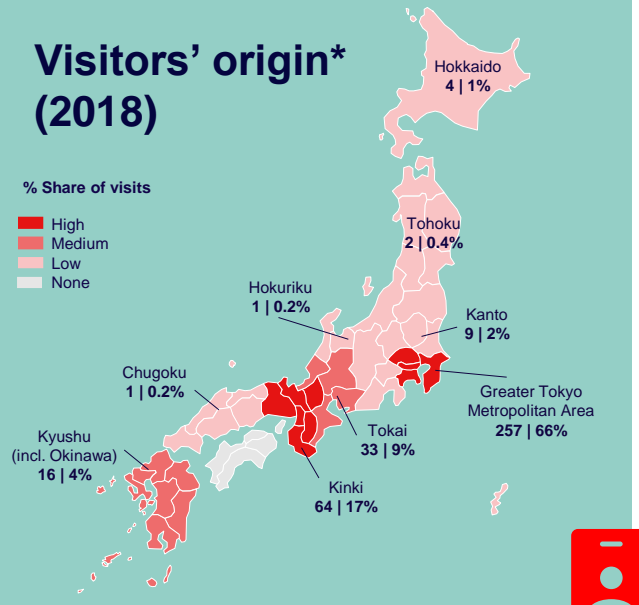 Visitors' origin*
(2018)
% Share of visits
High
Medium
Low
None
Hokkaido
4 | 1%
Tohoku
2 | 0.4%
Hokuriku
1 | 0.2%
Kanto
9 | 2%
Chugoku
1 | 0.2%
Greater Tokyo
Metropolitan Area
257 | 66%
Kyushu
(incl. Okinawa)
16 | 4%
Tokai
33 | 9%
Kinki
64 | 17%